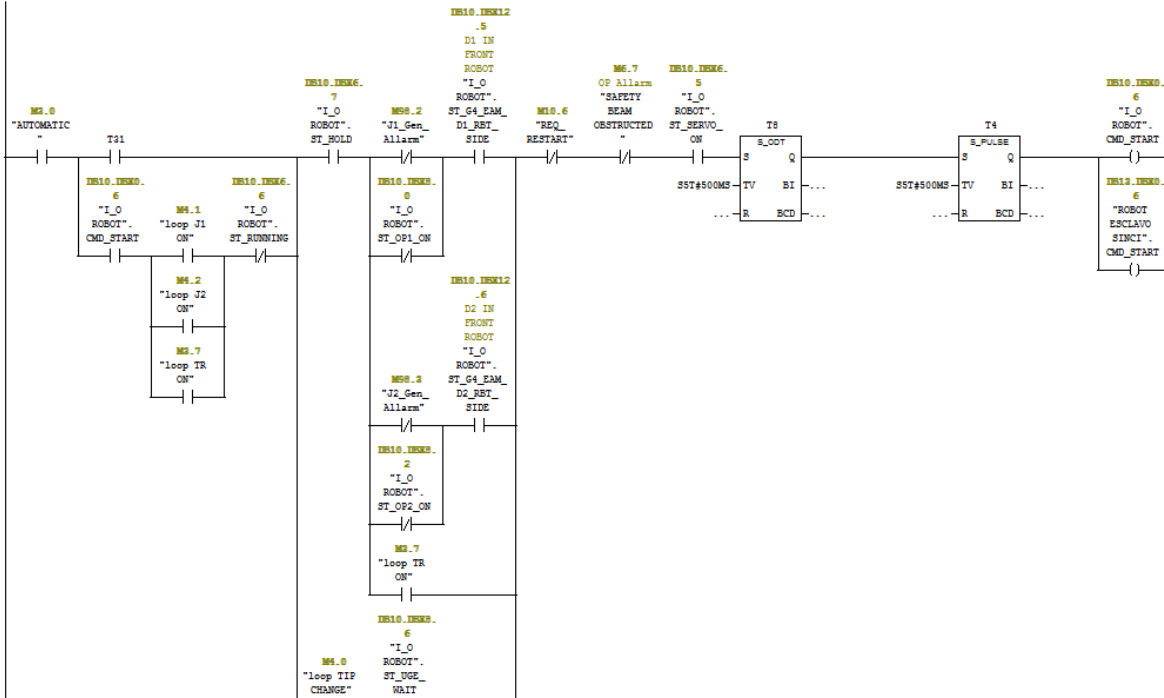 DB10.DBX12
.5
D1 IN
FRONT
ROBOT
"I_O
ROBOT".
ST_G4_EAM_
D1_RBT_
SIDE
DB10.DBX6.
7
"I_O
ROBOT".
ST_HOLD
M6.7
OP Allarm
"SAFETY
BEAM
OBSTRUCTED
"
DB10.DBX6.
5
"I_O
ROBOT".
ST_SERVO_
ON
DB10.DBX0.
6
"I_O
ROBOT".
CMD_START
M3.0
"AUTOMATIC
"
T31
M98.2
"J1_Gen_
Allarm"
M10.6
"REQ_
RESTART"
T8
S_ODT
S Q
S5T#500MS TV BI ...
... R BCD ...
T4
S_PULSE
S Q
S5T#500MS TV BI ...
... R BCD ...
DB10.DBX0.
6
"I_O
ROBOT".
CMD_START
M4.1
"loop J1
ON"
DB10.DBX6.
6
"I_O
ROBOT".
ST_RUNNING
DB10.DBX8.
0
"I_O
ROBOT".
ST_OP1_ON
DB13.DBX0.
6
"ROBOT
ESCLAVO
SINCI".
CMD_START
M4.2
"loop J2
ON"
DB10.DBX12
.6
D2 IN
FRONT
ROBOT
"I_O
ROBOT".
ST_G4_EAM_
D2_RBT_
SIDE
M3.7
"loop TR
ON"
M98.3
"J2_Gen_
Allarm"
DB10.DBX8.
2
"I_O
ROBOT".
ST_OP2_ON
M3.7
"loop TR
ON"
DB10.DBX8.
6
"I_O
ROBOT".
ST_UGE_
WAIT
M4.0
"loop TIP
CHANGE"